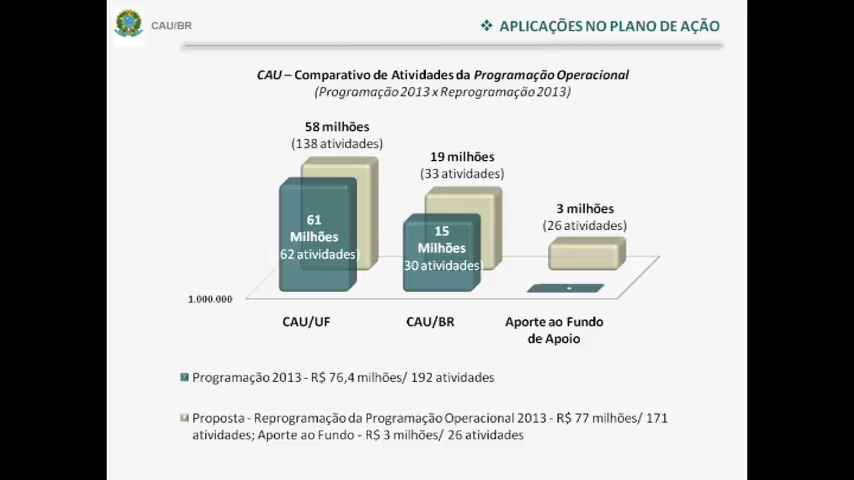 CAU/BR
❖ APLICAÇÕES NO PLANO DE AÇÃO
CAU – Comparativo de Atividades da Programação Operacional
(Programação 2013 x Reprogramação 2013)
58 milhões
(138 atividades)
19 milhões
(33 atividades)
3 milhões
(26 atividades)
61
Milhões
62 atividades)
15
Milhões
(30 atividades)
1.000.000
CAU/UF
CAU/BR
Aporte ao Fundo
de Apoio
Programação 2013 - R$ 76,4 milhões/ 192 atividades
Proposta - Reprogramação da Programação Operacional 2013 - R$ 77 milhões/ 171
atividades; Aporte ao Fundo - R$ 3 milhões/ 26 atividades